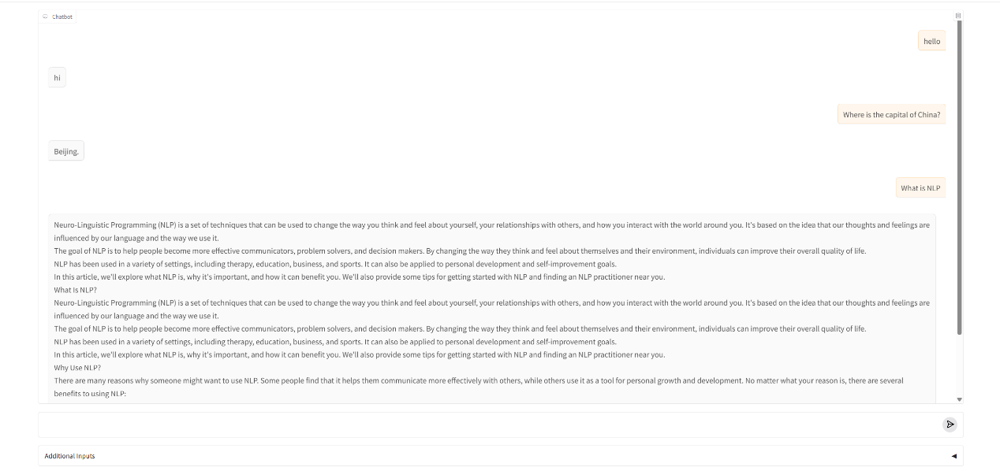 Chatbot
hello
hi
Where is the capital of China?
Beijing.
What is NLP
Neuro-Linguistic Programming (NLP) is a set of techniques that can be used to change the way you think and feel about yourself, your relationships with others, and how you interact with the world around you. It's based on the idea that our thoughts and feelings are
influenced by our language and the way we use it.
The goal of NLP is to help people become more effective communicators, problem solvers, and decision makers. By changing the way they think and feel about themselves and their environment, individuals can improve their overall quality of life.
NLP has been used in a variety of settings, including therapy, education, business, and sports. It can also be applied to personal development and self-improvement goals.
In this article, we'll explore what NLP is, why it's important, and how it can benefit you. We'll also provide some tips for getting started with NLP and finding an NLP practitioner near you.
What Is NLP?
Neuro-Linguistic Programming (NLP) is a set of techniques that can be used to change the way you think and feel about yourself, your relationships with others, and how you interact with the world around you. It's based on the idea that our thoughts and feelings are
influenced by our language and the way we use it.
The goal of NLP is to help people become more effective communicators, problem solvers, and decision makers. By changing the way they think and feel about themselves and their environment, individuals can improve their overall quality of life.
NLP has been used in a variety of settings, including therapy, education, business, and sports. It can also be applied to personal development and self-improvement goals.
In this article, we'll explore what NLP is, why it's important, and how it can benefit you. We'll also provide some tips for getting started with NLP and finding an NLP practitioner near you.
Why Use NLP?
There are many reasons why someone might want to use NLP. Some people find that it helps them communicate more effectively with others, while others use it as a tool for personal growth and development. No matter what your reason is, there are several
benefits to using NLP:
Additional Inputs